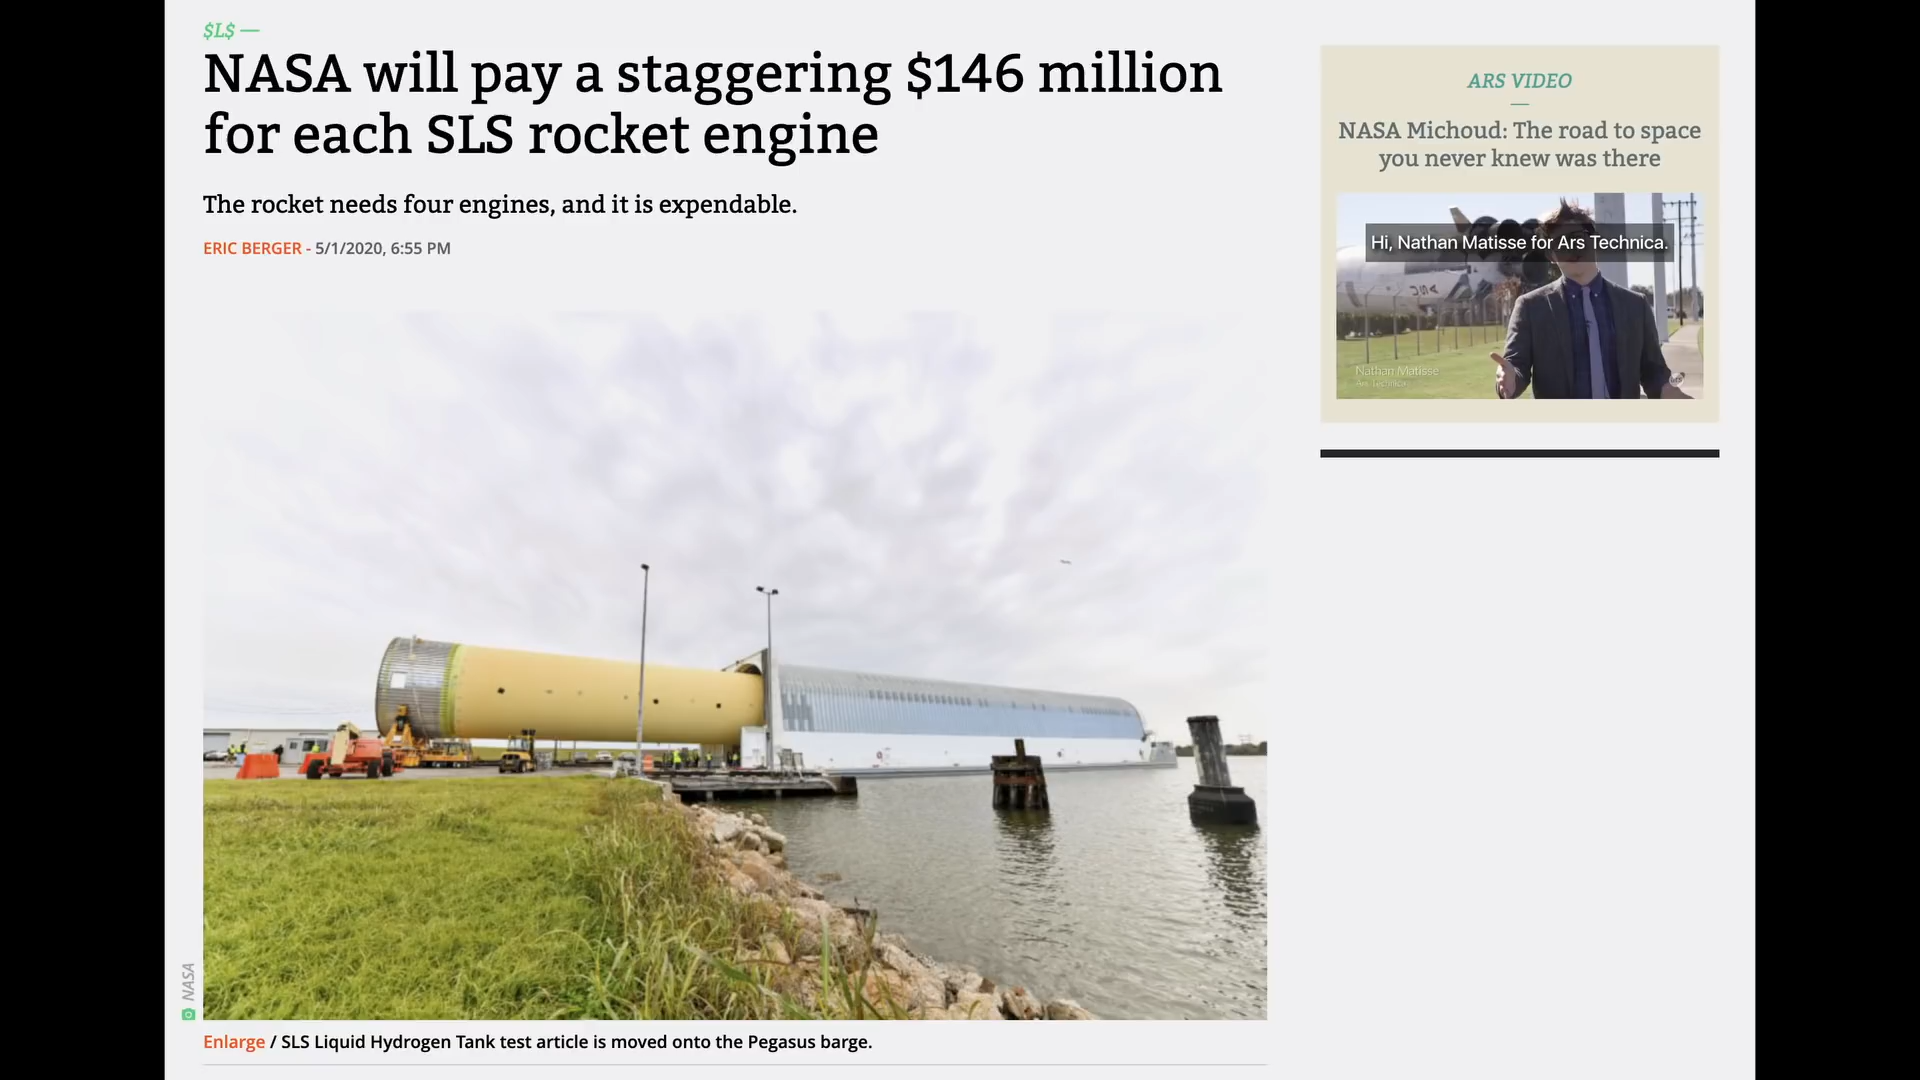 $L$ —
NASA will pay a staggering $146 million
for each SLS rocket engine
The rocket needs four engines, and it is expendable.
ERIC BERGER - 5/1/2020, 6:55 PM
NASA
Enlarge / SLS Liquid Hydrogen Tank test article is moved onto the Pegasus barge.
ARS VIDEO
NASA Michoud: The road to space
you never knew was there
Hi, Nathan Matisse for Ars Technica.
USA
Nathan Matisse
Ars Technica